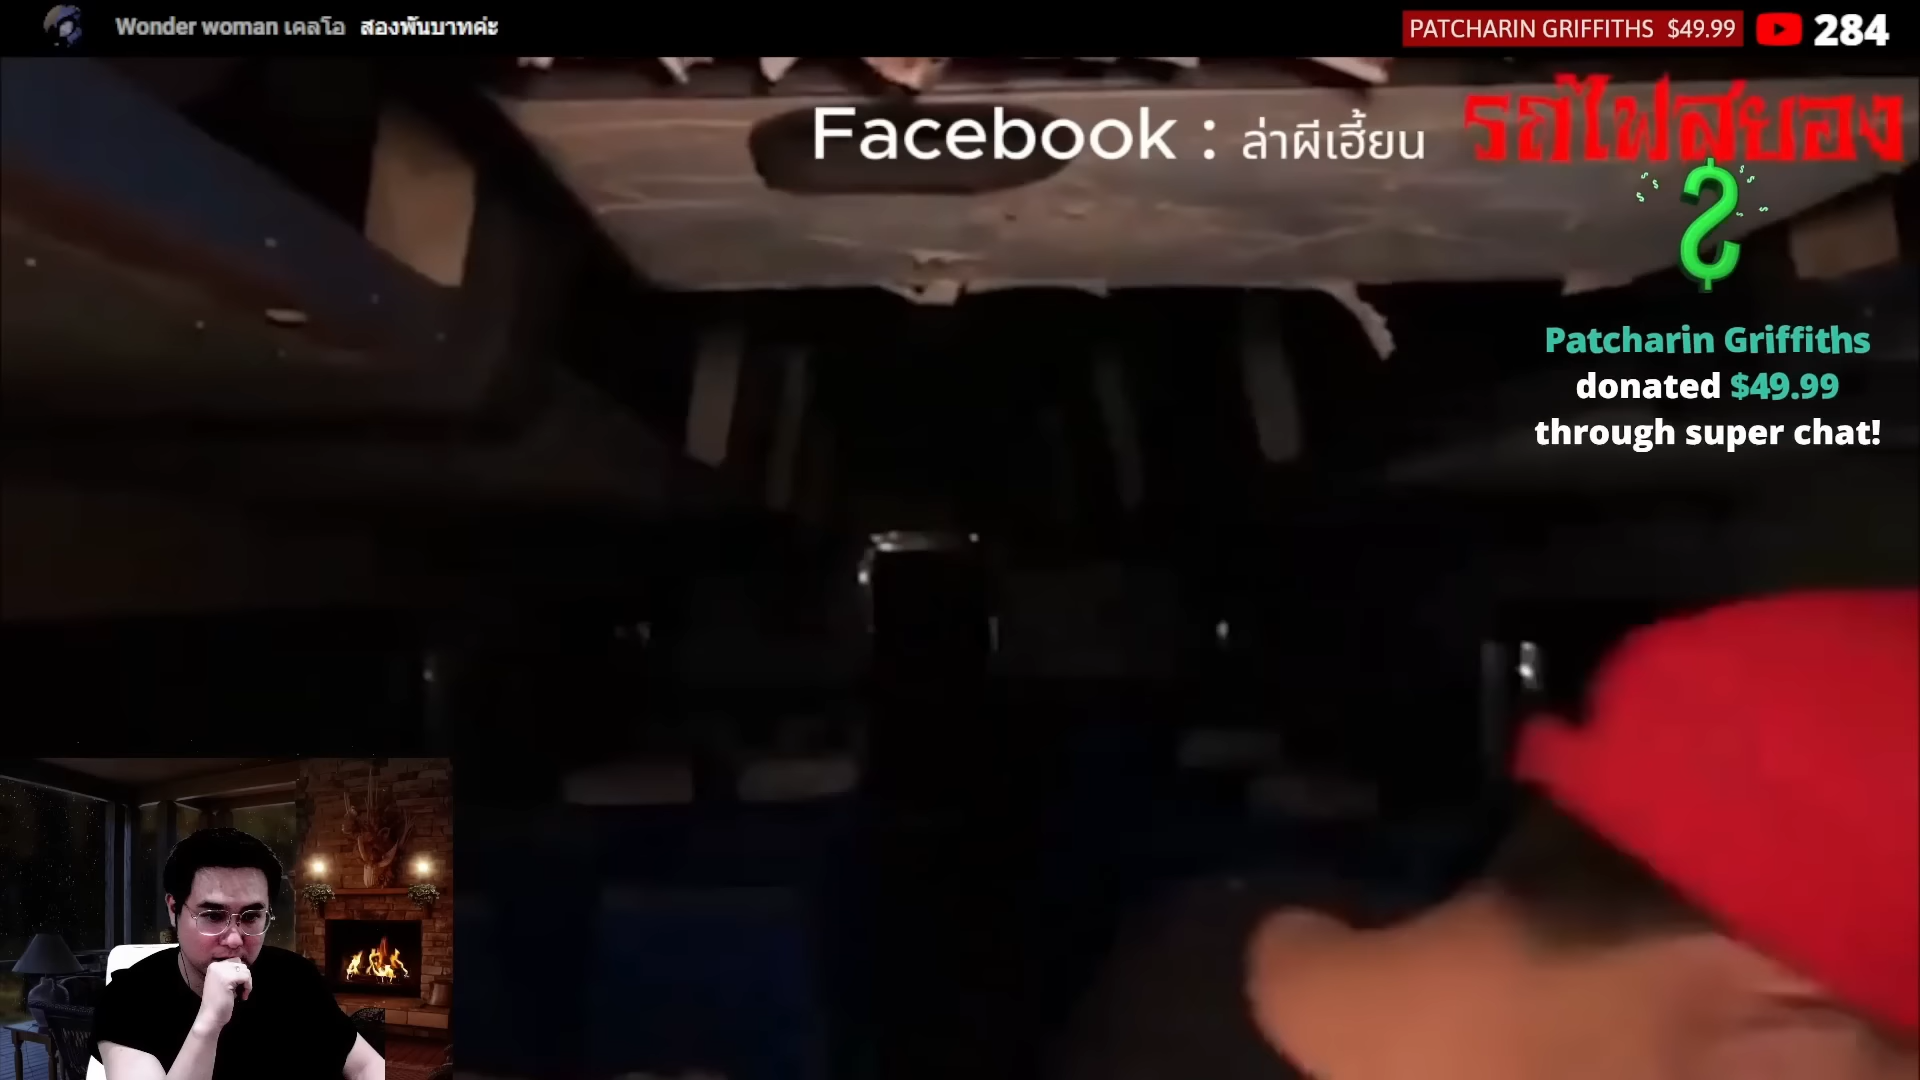 Wonder woman เคลโอ สองพันบาทค่ะ
PATCHARIN GRIFFITHS $49.99
284
Facebook : ล่าผีเฮี้ยน
รถไฟสยอง
Patcharin Griffiths
donated $49.99
through super chat!